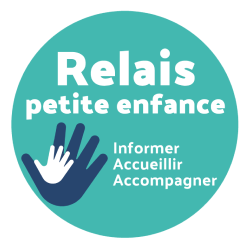 Relais
petite enfance
Informer
Accueillir
Accompagner